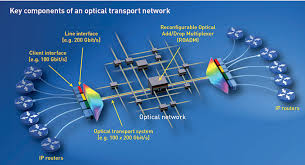 Key components of an optical transport network
Line interface
[e.g. 200 Gbit/s]
Client interface
[e.g. 100 Gbit/s]
Reconfigurable Optical
Add/Drop Multiplexer
(ROADM)
Optical network
Optical transport system
[e.g. 100 x 200 Gbit/s]
IP routers
IP routers